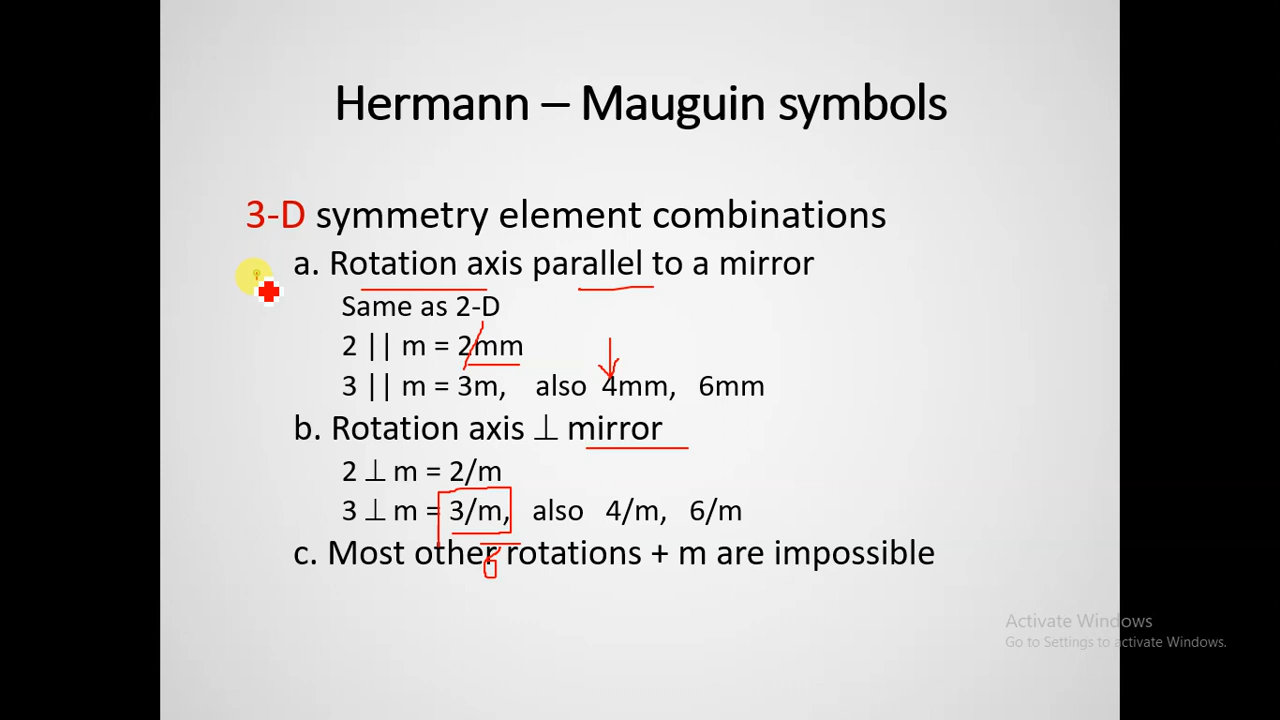 Hermann – Mauguin symbols
3-D symmetry element combinations
a. Rotation axis parallel to a mirror
Same as 2-D
2 || m = 2mm
3 || m = 3m, also 4mm, 6mm
b. Rotation axis ⊥ mirror
2 ⊥ m = 2/m
3 ⊥ m = 3/m, also 4/m, 6/m
c. Most other rotations + m are impossible
6̅
Activate Windows
Go to Settings to activate Windows.